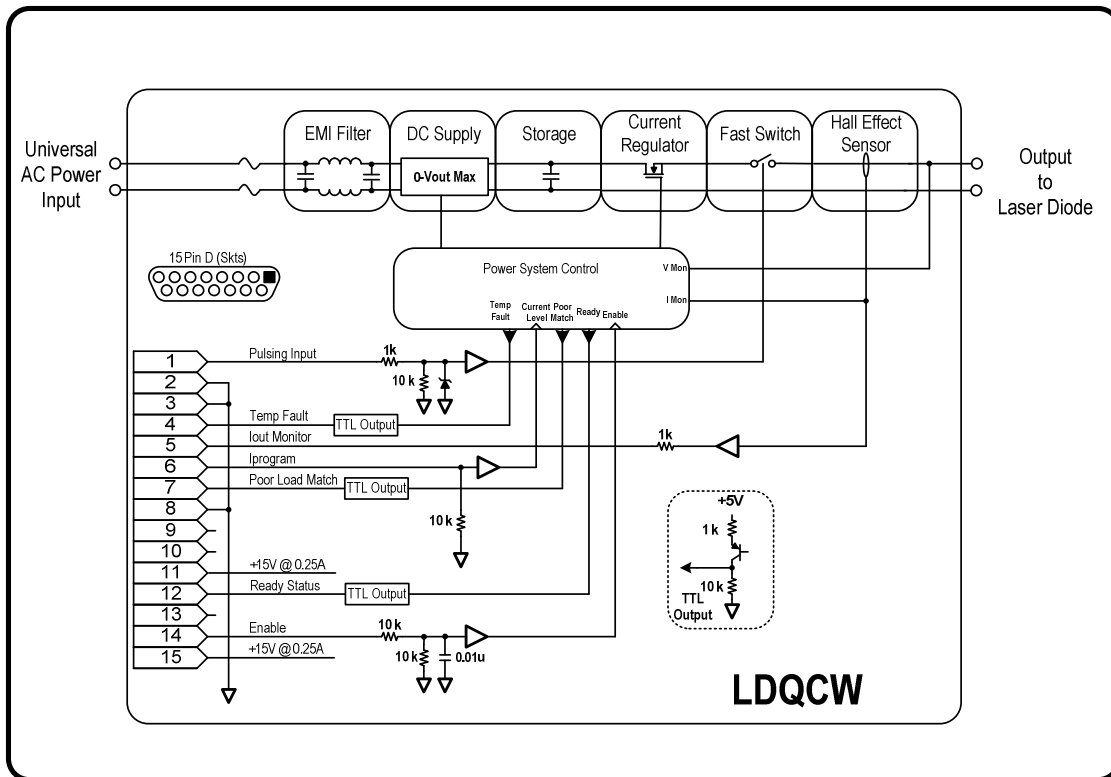 EMI Filter
DC Supply
Storage
Current
Regulator
Fast Switch
Hall Effect
Sensor
Universal
AC Power
Input
0-Vout Max
Output
to
Laser Diode
15 Pin D (Skts)
Power System Control
V Mon
I Mon
Temp
Fault
Current
Level
Poor
Match
Ready
Enable
1
Pulsing Input
1k
10 k
2
3
4
Temp Fault
TTL Output
5
Iout Monitor
1k
6
Iprogram
10 k
7
Poor Load Match
TTL Output
8
9
10
11
+15V @ 0.25A
12
Ready Status
TTL Output
13
14
Enable
10 k
10 k
0.01u
15
+15V @ 0.25A
+5V
1 k
10 k
TTL
Output
LDQCW